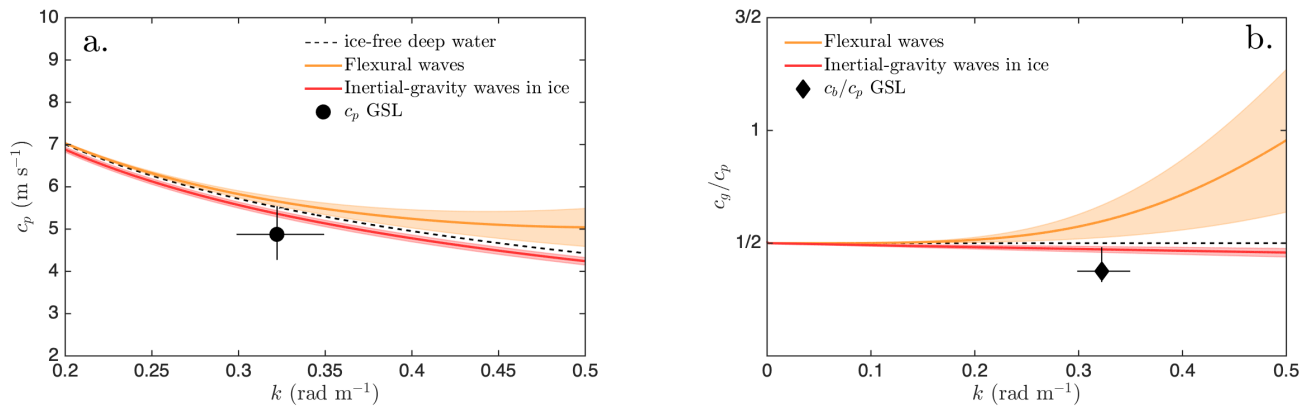 a.
10
9
8
7
6
5
4
3
2
c_p (m s⁻¹)
ice-free deep water
Flexural waves
Inertial-gravity waves in ice
c_p GSL
0.2
0.25
0.3
0.35
0.4
0.45
0.5
k (rad m⁻¹)
b.
3/2
1
1/2
c_g/c_p
Flexural waves
Inertial-gravity waves in ice
c_b/c_p GSL
0
0.1
0.2
0.3
0.4
0.5
k (rad m⁻¹)